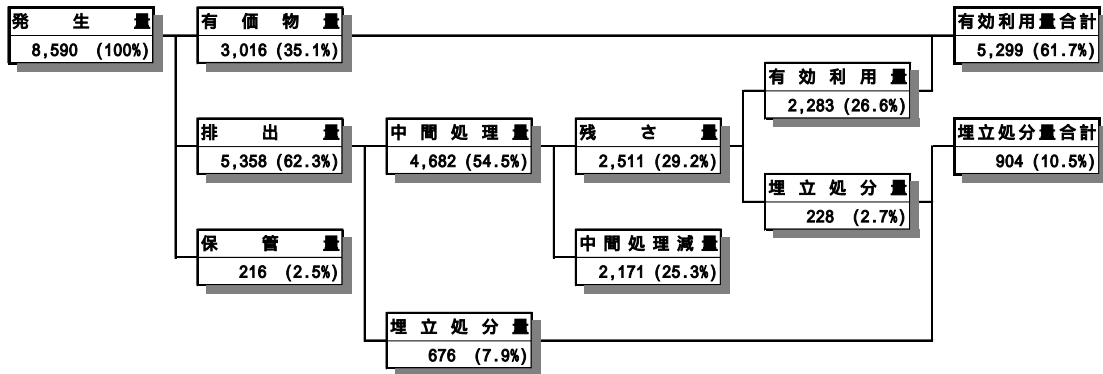 発生量
8,590 (100%)
有価物量
3,016 (35.1%)
有効利用量合計
5,299 (61.7%)
有効利用量
2,283 (26.6%)
排出量
5,358 (62.3%)
中間処理量
4,682 (54.5%)
残さ量
2,511 (29.2%)
埋立処分量合計
904 (10.5%)
埋立処分量
228 (2.7%)
保管量
216 (2.5%)
中間処理減量
2,171 (25.3%)
埋立処分量
676 (7.9%)